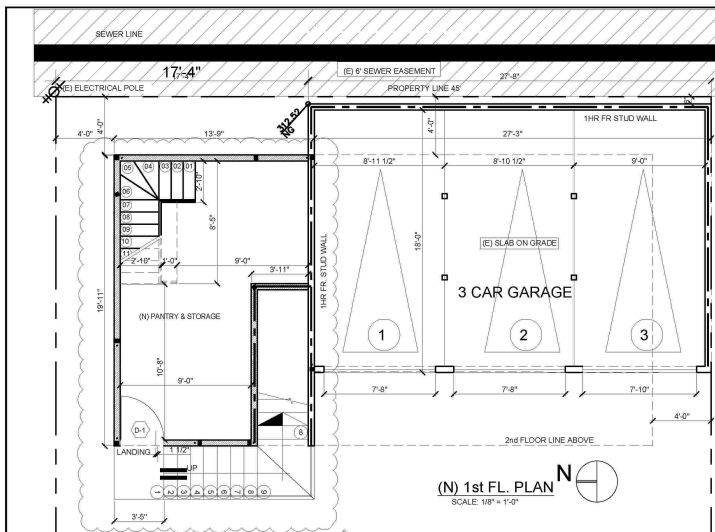 SEWER LINE
(E) 6' SEWER EASEMENT
17'-4"
27'-8"
(E) ELECTRICAL POLE
PROPERTY LINE 45'
312.52
NG
1HR FR STUD WALL
4'-0"
4'-0"
13'-9"
4'-0"
27'-3"
8'-11 1/2"
8'-10 1/2"
9'-0"
05
04
03
02
01
06
07
08
09
10
11
2'-10"
8'-5"
2'-10"
1'-0"
9'-0"
3'-11"
1HR FR. STUD WALL
18'-0"
(E) SLAB ON GRADE
19'-11"
(N) PANTRY & STORAGE
3 CAR GARAGE
1
2
3
10'-8"
9'-0"
7'-8"
7'-8"
7'-10"
4'-0"
D-1
8
LANDING
1 1/2"
UP
2nd FLOOR LINE ABOVE
1 2 3 4 5 6 7 8 9
3'-5"
(N) 1st FL. PLAN
SCALE: 1/8" = 1'-0"
N